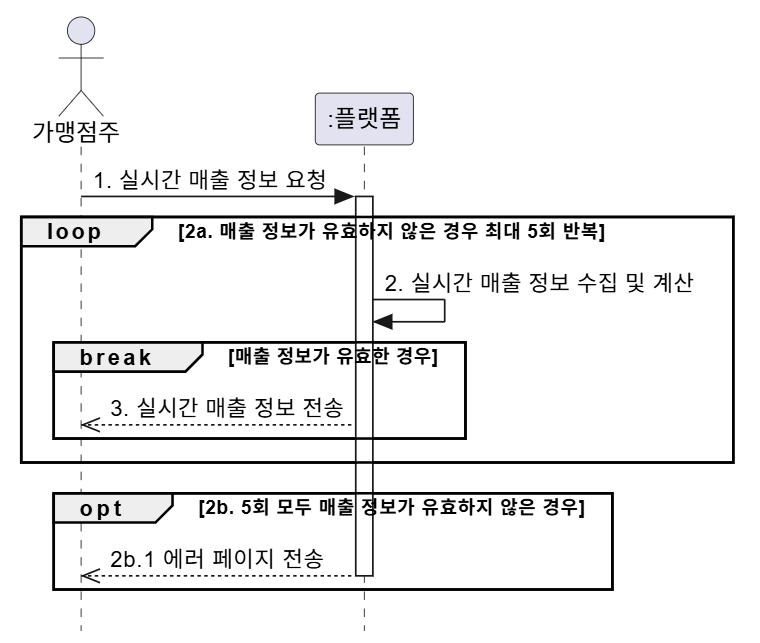 가맹점주
:플랫폼
1. 실시간 매출 정보 요청
loop [2a. 매출 정보가 유효하지 않은 경우 최대 5회 반복]
2. 실시간 매출 정보 수집 및 계산
break [매출 정보가 유효한 경우]
3. 실시간 매출 정보 전송
opt [2b. 5회 모두 매출 정보가 유효하지 않은 경우]
2b.1 에러 페이지 전송